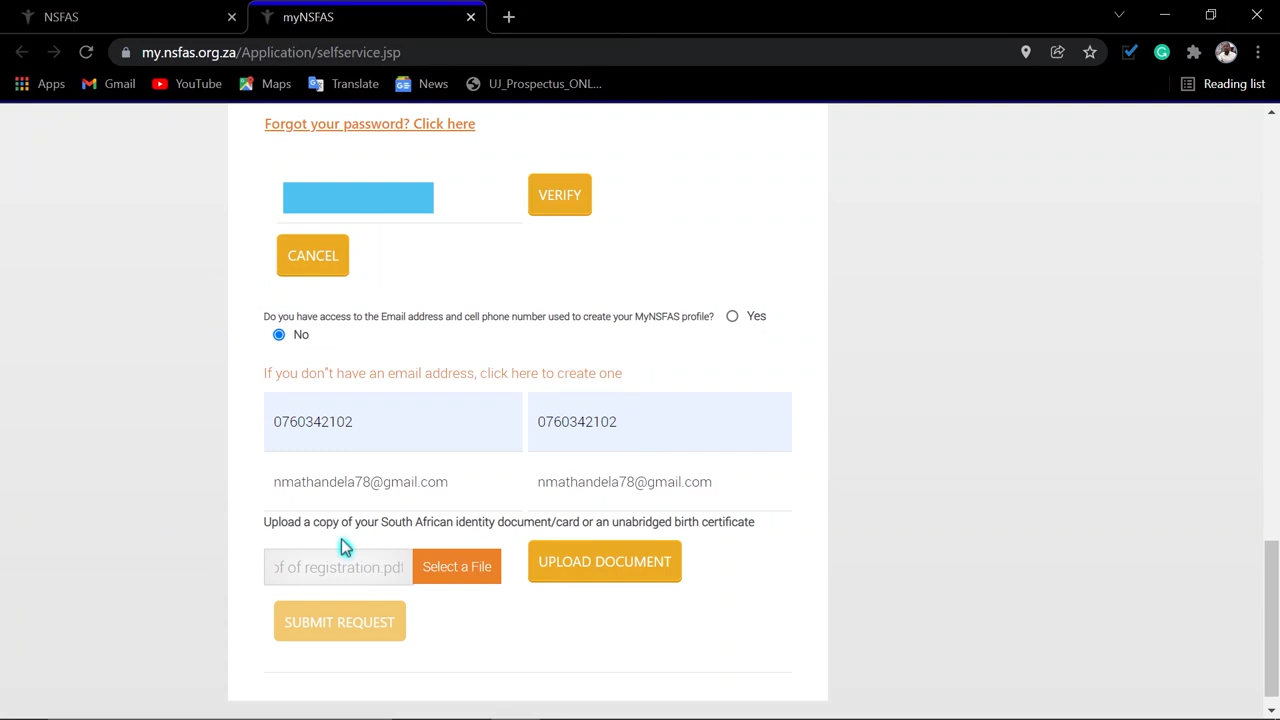 NSFAS
myNSFAS
my.nsfas.org.za/Application/selfservice.jsp
Apps Gmail YouTube Maps Translate News UJ_Prospectus_ONL... Reading list
Forgot your password? Click here
VERIFY
CANCEL
Do you have access to the Email address and cell phone number used to create your MyNSFAS profile? Yes
No
If you don"t have an email address, click here to create one
0760342102 0760342102
nmathandela78@gmail.com nmathandela78@gmail.com
Upload a copy of your South African identity document/card or an unabridged birth certificate
of of registration.pdf Select a File UPLOAD DOCUMENT
SUBMIT REQUEST